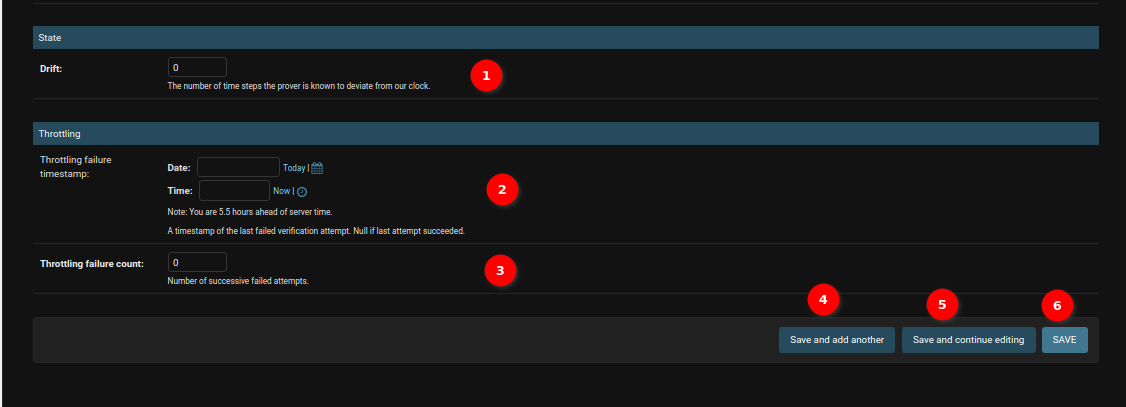 State
Drift:
0
1
The number of time steps the prover is known to deviate from our clock.
Throttling
Throttling failure
timestamp:
Date:
Today |
Time:
Now |
2
Note: You are 5.5 hours ahead of server time.
A timestamp of the last failed verification attempt. Null if last attempt succeeded.
Throttling failure count:
0
3
Number of successive failed attempts.
4
5
6
Save and add another
Save and continue editing
SAVE